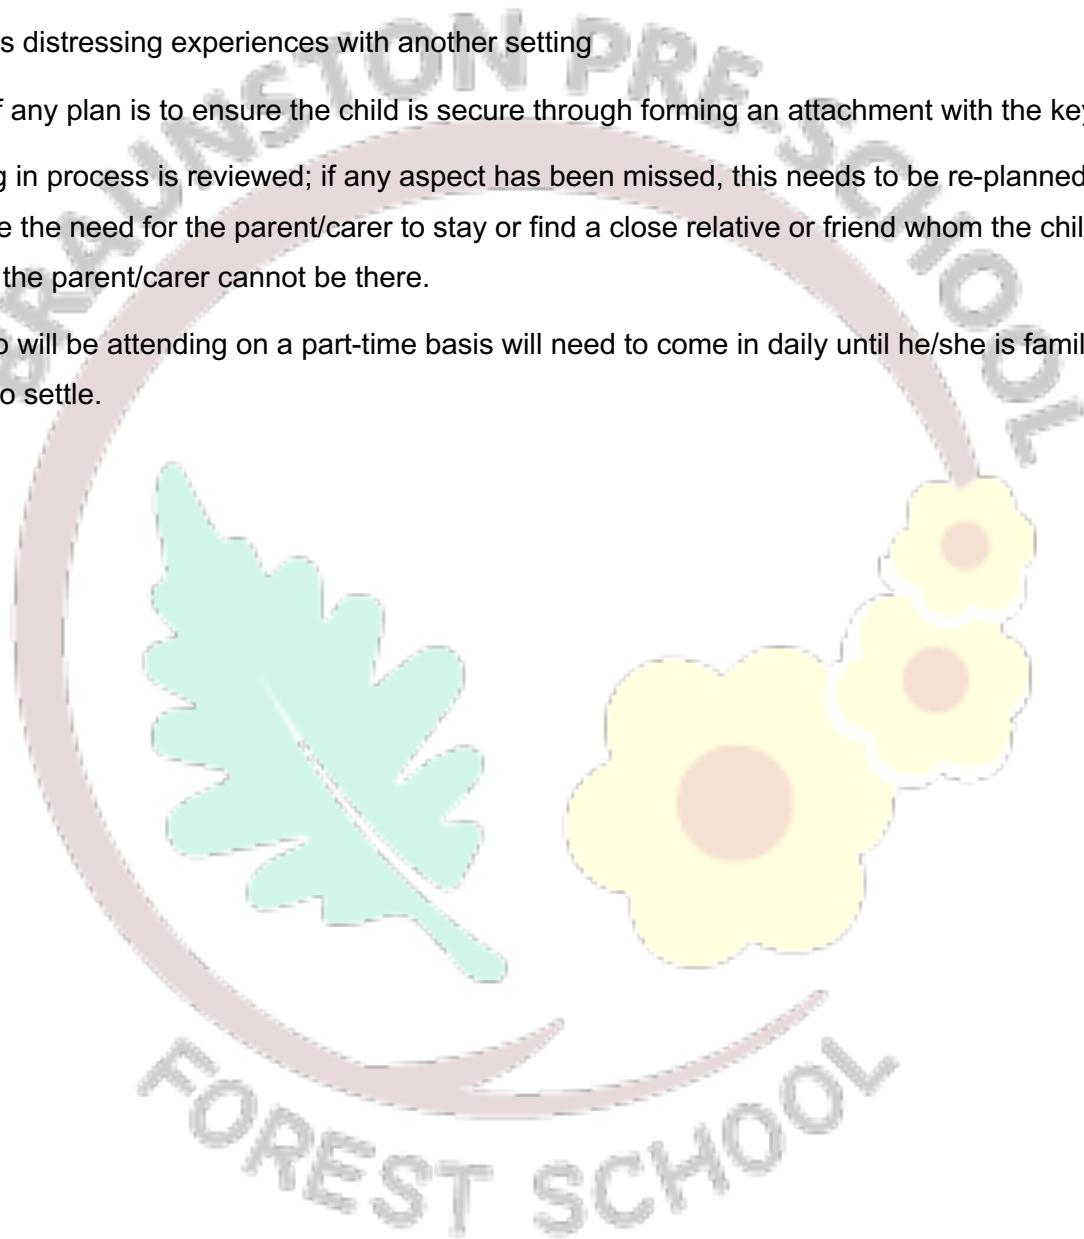 s distressing experiences with another setting
f any plan is to ensure the child is secure through forming an attachment with the key
g in process is reviewed; if any aspect has been missed, this needs to be re-planned
e the need for the parent/carer to stay or find a close relative or friend whom the chil
the parent/carer cannot be there.
o will be attending on a part-time basis will need to come in daily until he/she is famil
o settle.
BRAUNSTON PRE-SCHOOL
FOREST SCHOOL